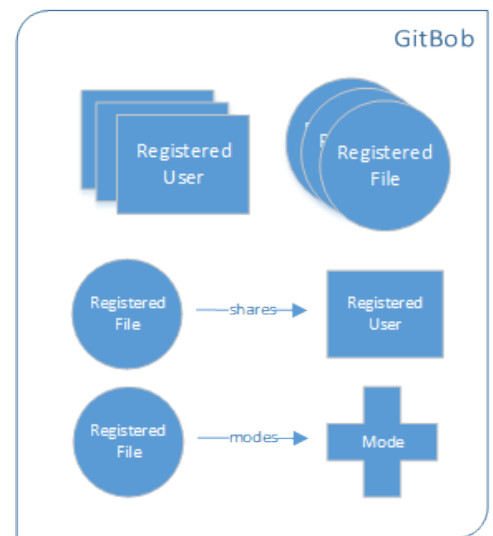 GitBob
Registered
User
Registered
File
Registered
File
shares
Registered
User
Registered
File
modes
Mode